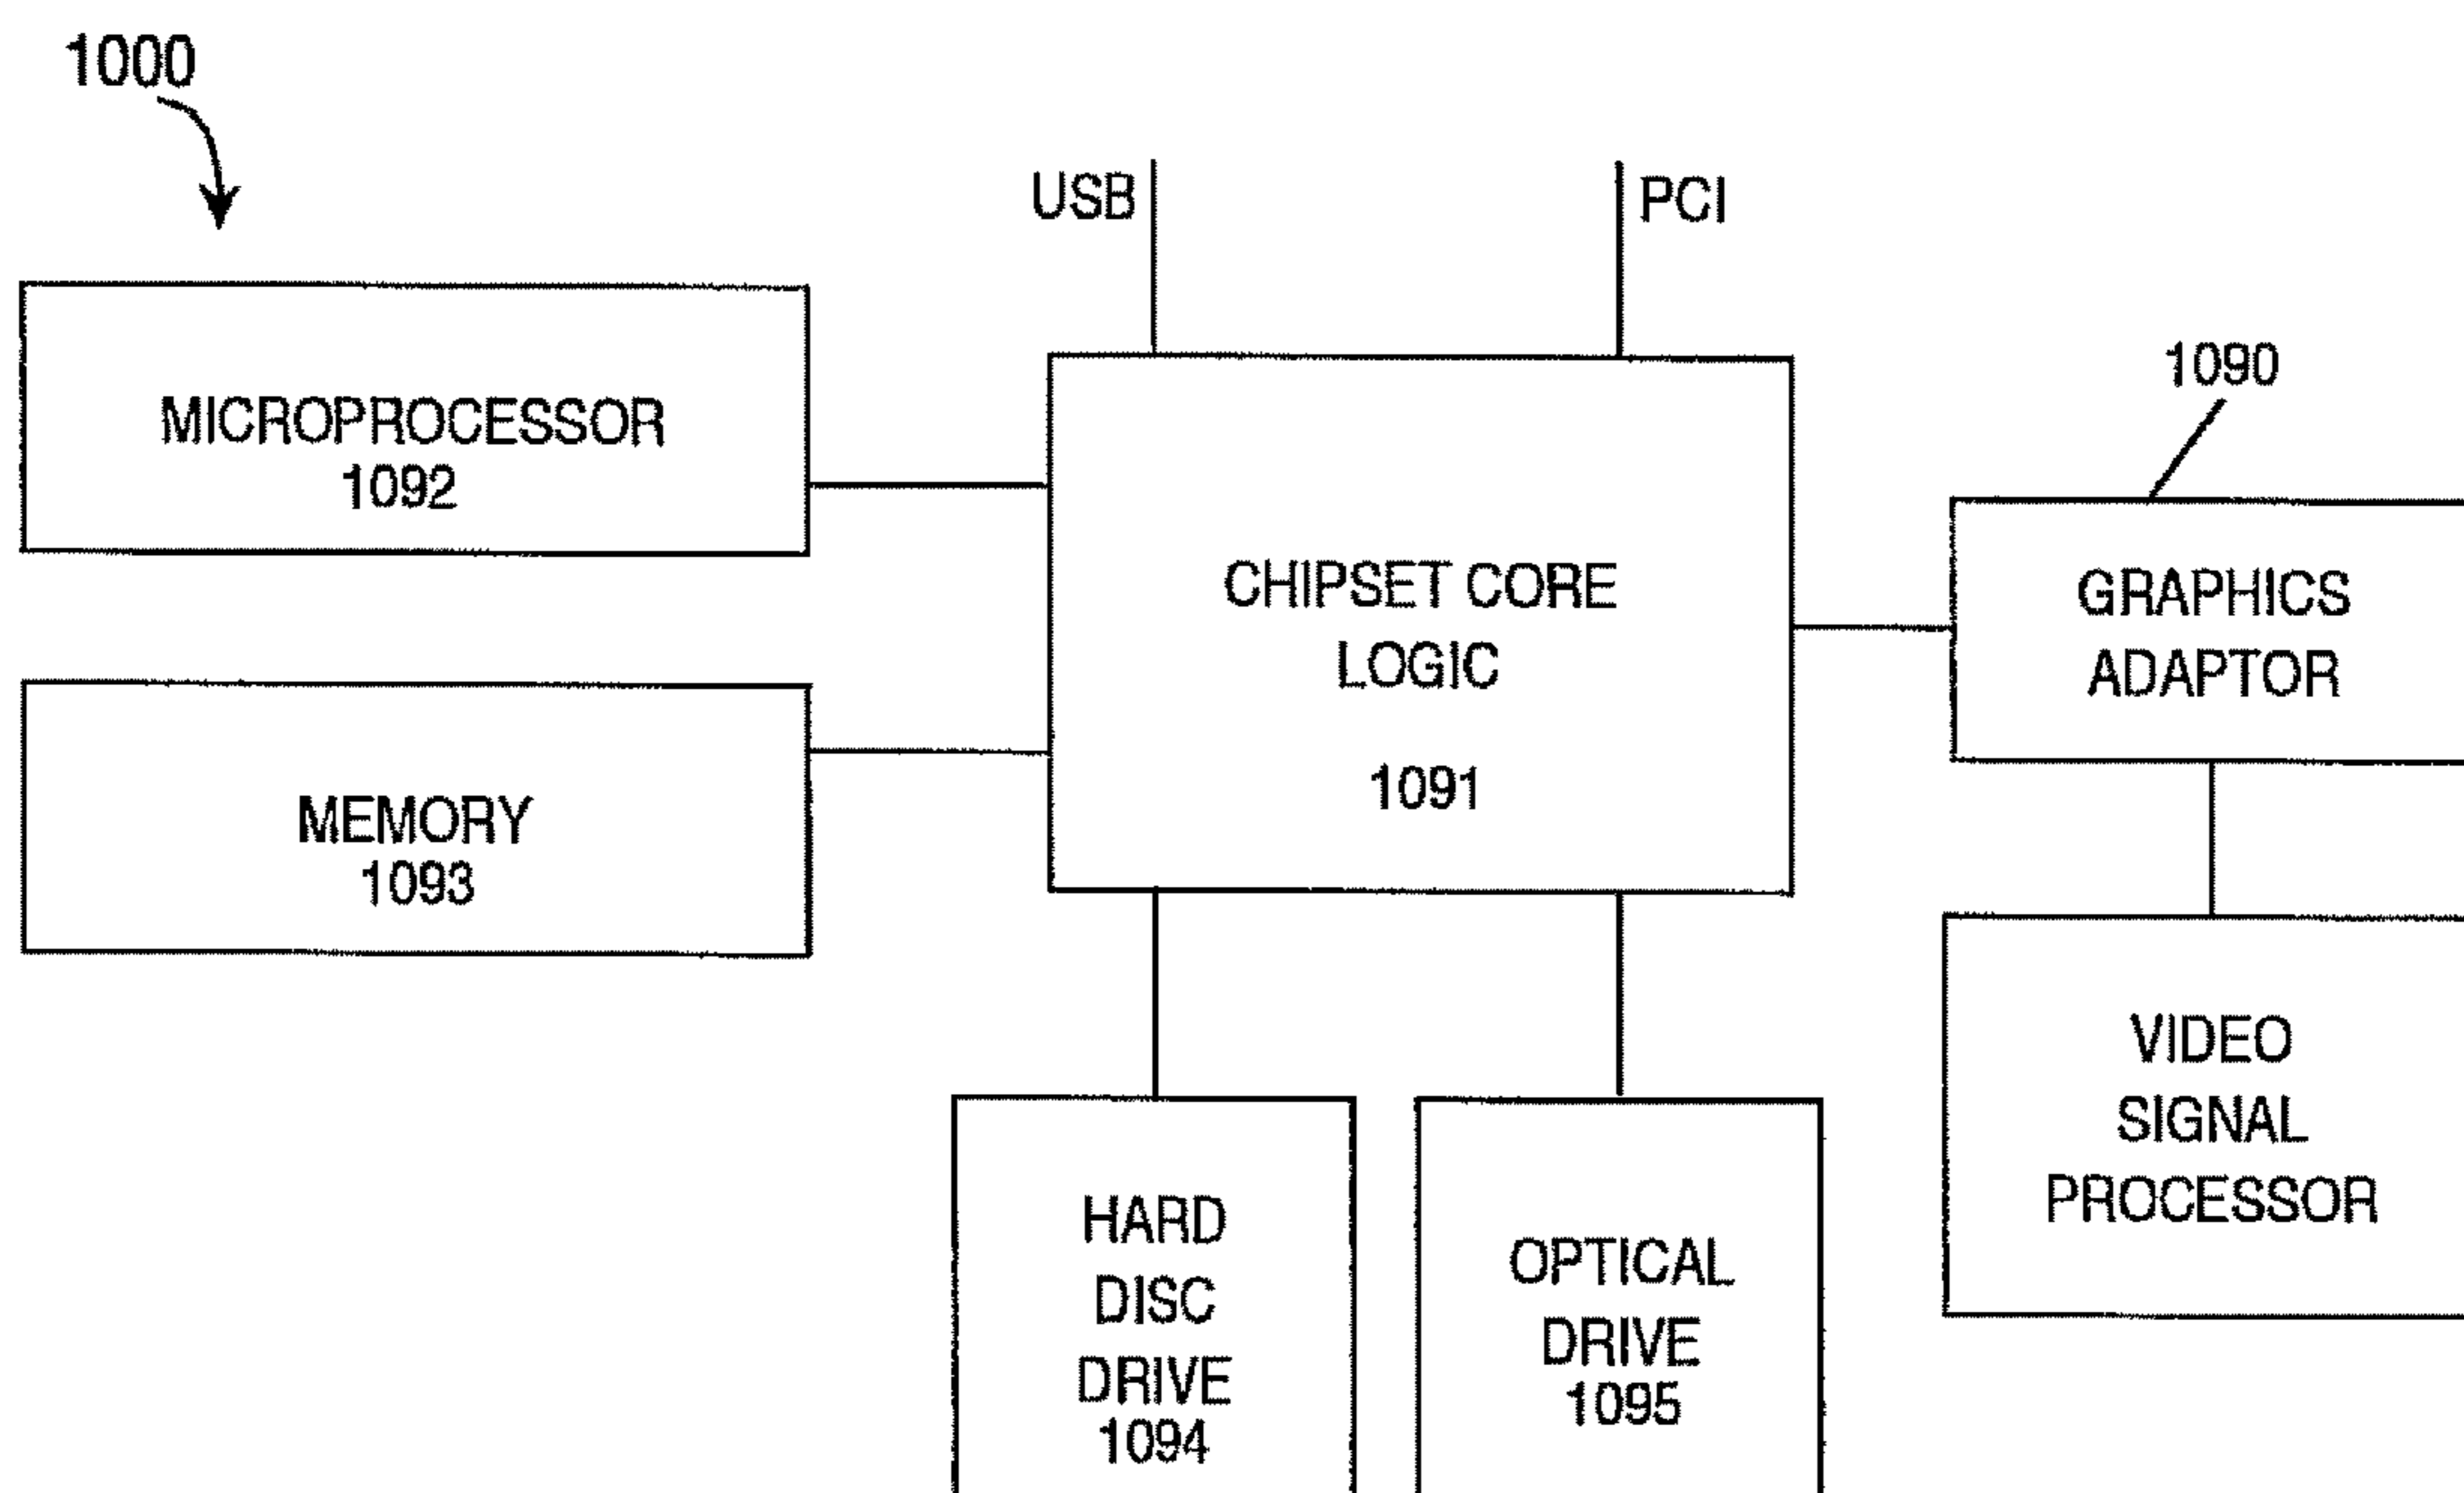 1000
USB
PCI
MICROPROCESSOR
1092
MEMORY
1093
CHIPSET CORE
LOGIC
1091
1090
GRAPHICS
ADAPTOR
VIDEO
SIGNAL
PROCESSOR
HARD
DISC
DRIVE
1094
OPTICAL
DRIVE
1095